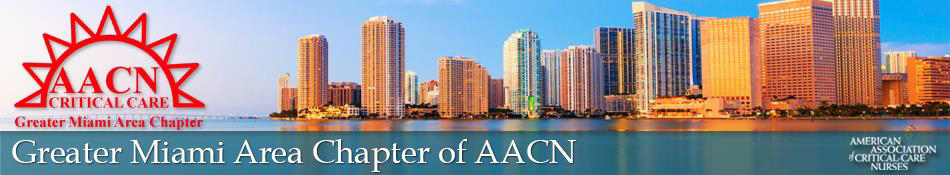 AACN
CRITICAL CARE
Greater Miami Area Chapter
Greater Miami Area Chapter of AACN
AMERICAN
ASSOCIATION
of CRITICAL-CARE
NURSES